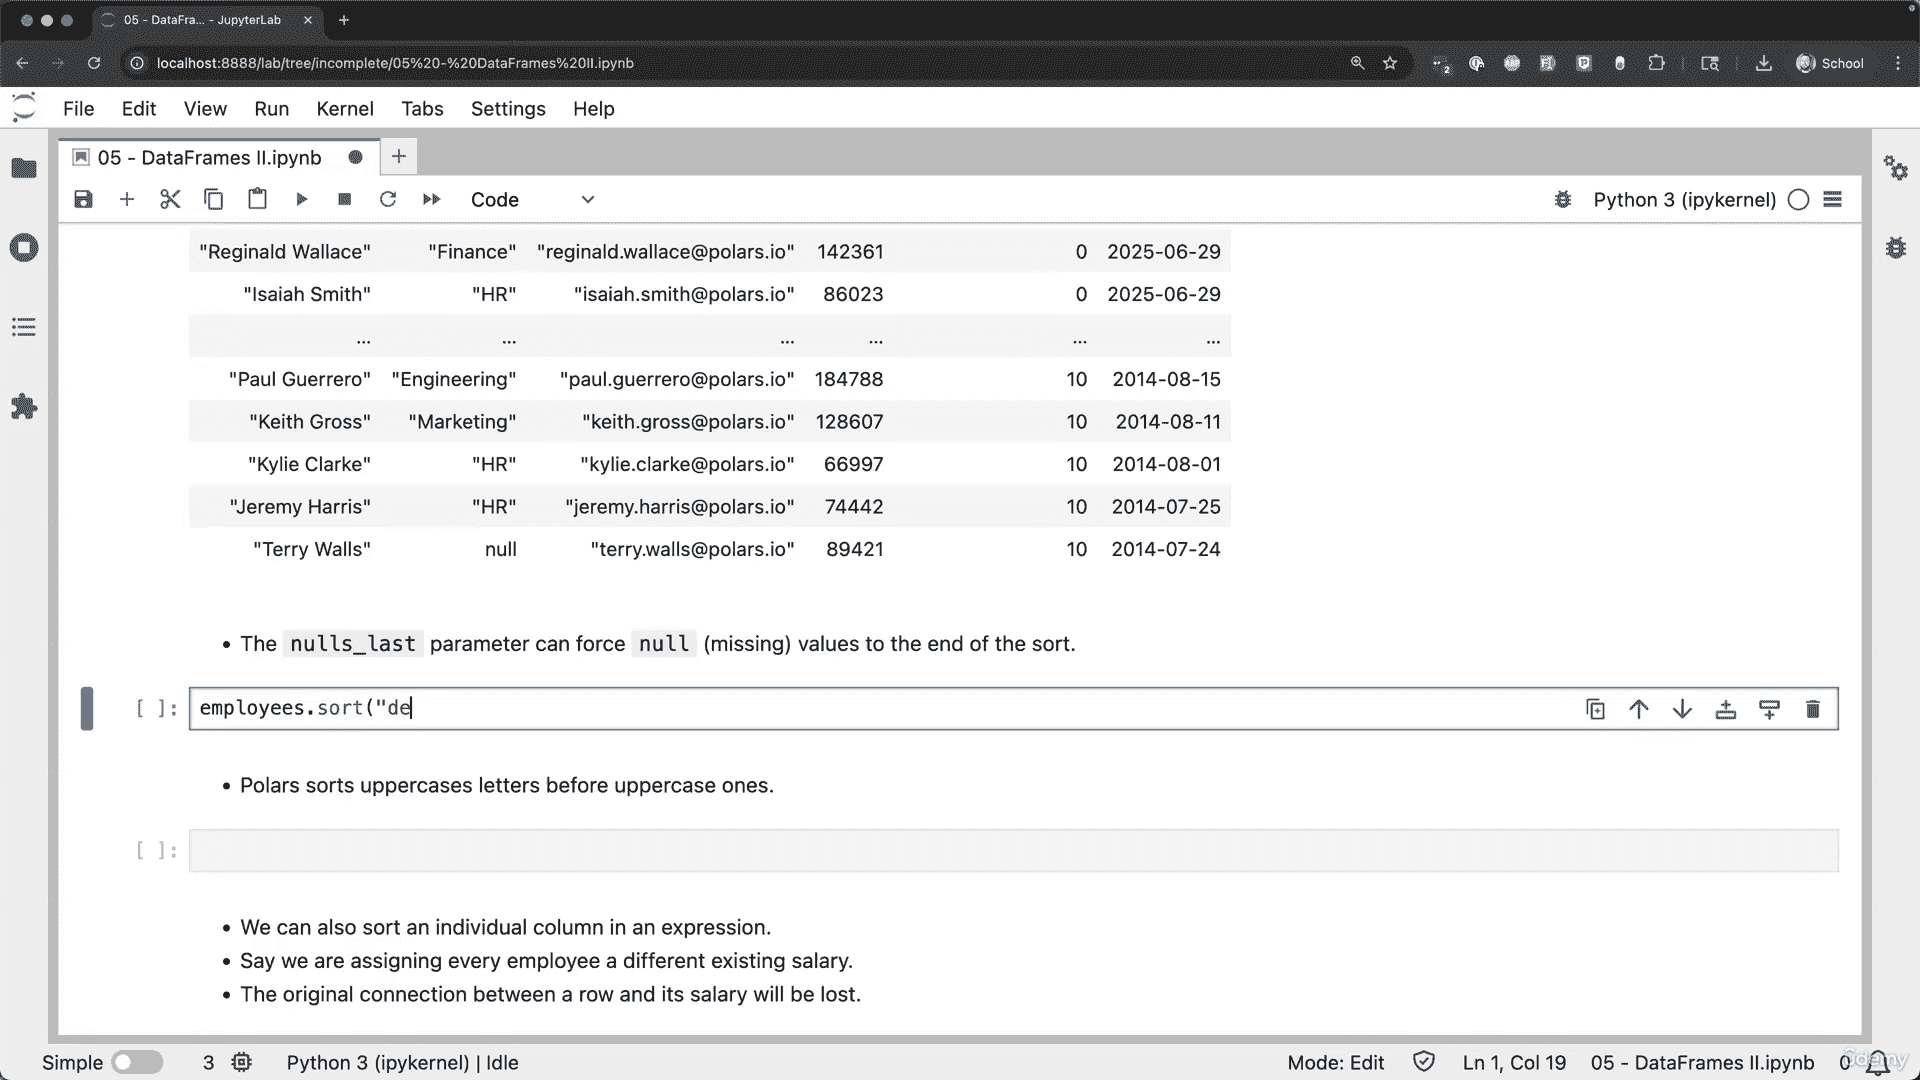 05 - DataFra... - JupyterLab
localhost:8888/lab/tree/incomplete/05%20-%20DataFrames%20II.ipynb
2
School
File Edit View Run Kernel Tabs Settings Help
05 - DataFrames II.ipynb
Code
Python 3 (ipykernel)
"Reginald Wallace" "Finance" "reginald.wallace@polars.io" 142361 0 2025-06-29
"Isaiah Smith" "HR" "isaiah.smith@polars.io" 86023 0 2025-06-29
... ... ... ... ... ...
"Paul Guerrero" "Engineering" "paul.guerrero@polars.io" 184788 10 2014-08-15
"Keith Gross" "Marketing" "keith.gross@polars.io" 128607 10 2014-08-11
"Kylie Clarke" "HR" "kylie.clarke@polars.io" 66997 10 2014-08-01
"Jeremy Harris" "HR" "jeremy.harris@polars.io" 74442 10 2014-07-25
"Terry Walls" null "terry.walls@polars.io" 89421 10 2014-07-24
• The nulls_last parameter can force null (missing) values to the end of the sort.
[ ]: employees.sort("de
• Polars sorts uppercases letters before uppercase ones.
[ ]:
• We can also sort an individual column in an expression.
• Say we are assigning every employee a different existing salary.
• The original connection between a row and its salary will be lost.
Simple 3 Python 3 (ipykernel) | Idle Mode: Edit Ln 1, Col 19 05 - DataFrames II.ipynb 0